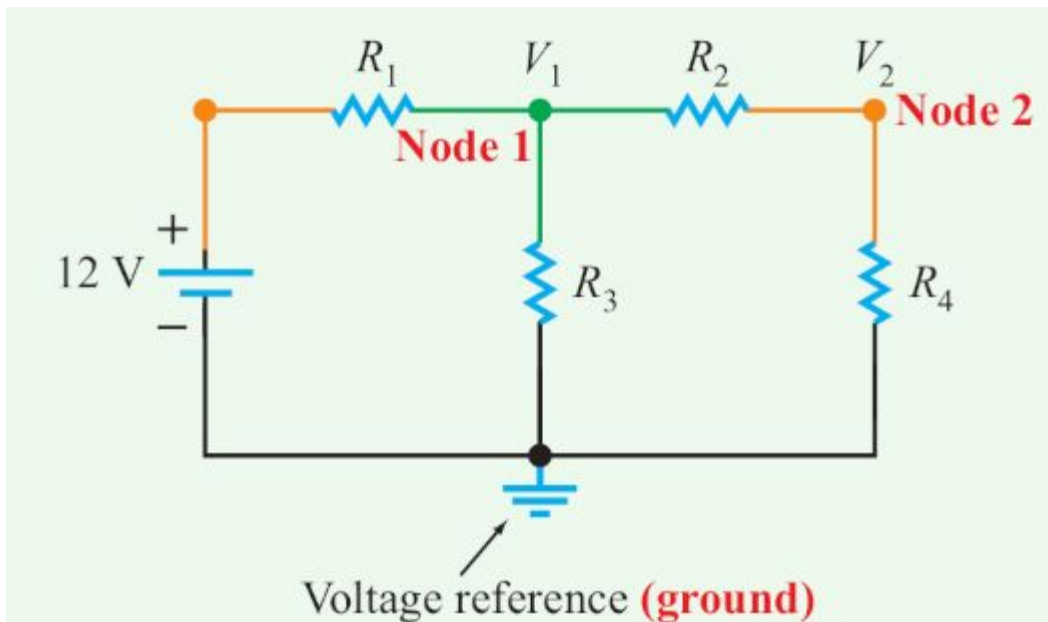 R₁ V₁ R₂ V₂
Node 1
Node 2
+
12 V
−
R₃
R₄
Voltage reference (ground)